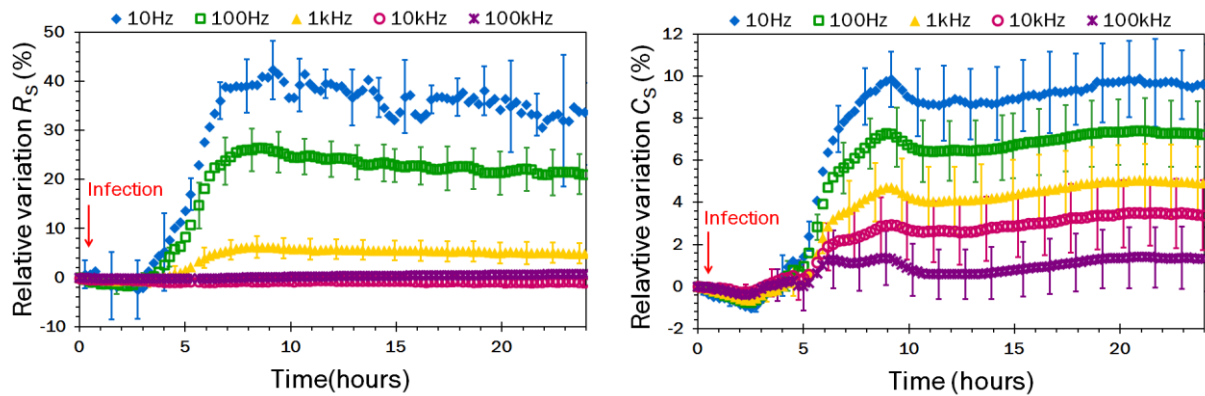 10Hz 100Hz 1kHz 10kHz 100kHz
Relative variation RS (%)
50
40
30
20
10
0
-10
Infection
0 5 10 15 20
Time(hours)
10Hz 100Hz 1kHz 10kHz 100kHz
Relavtive variation CS (%)
12
10
8
6
4
2
0
-2
Infection
0 5 10 15 20
Time (hours)